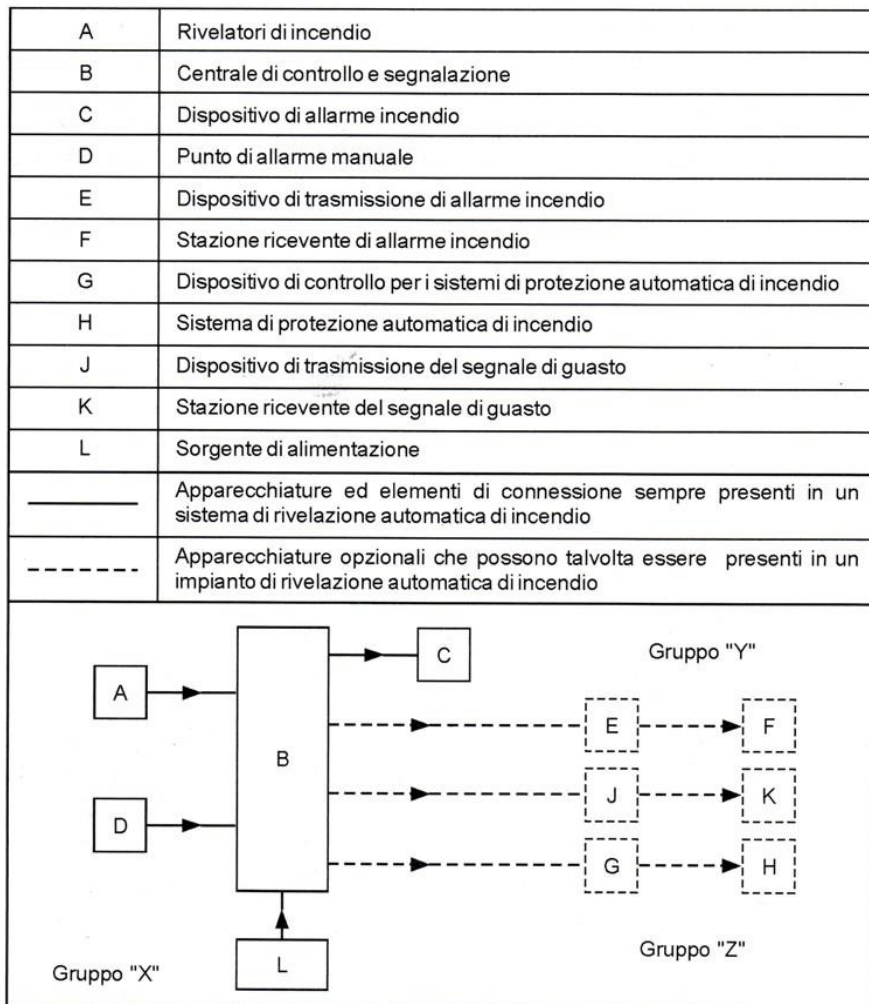 A Rivelatori di incendio
B Centrale di controllo e segnalazione
C Dispositivo di allarme incendio
D Punto di allarme manuale
E Dispositivo di trasmissione di allarme incendio
F Stazione ricevente di allarme incendio
G Dispositivo di controllo per i sistemi di protezione automatica di incendio
H Sistema di protezione automatica di incendio
J Dispositivo di trasmissione del segnale di guasto
K Stazione ricevente del segnale di guasto
L Sorgente di alimentazione
Apparecchiature ed elementi di connessione sempre presenti in un
sistema di rivelazione automatica di incendio
Apparecchiature opzionali che possono talvolta essere presenti in un
impianto di rivelazione automatica di incendio
C
Gruppo "Y"
A
E
F
B
J
K
D
G
H
L
Gruppo "Z"
Gruppo "X"